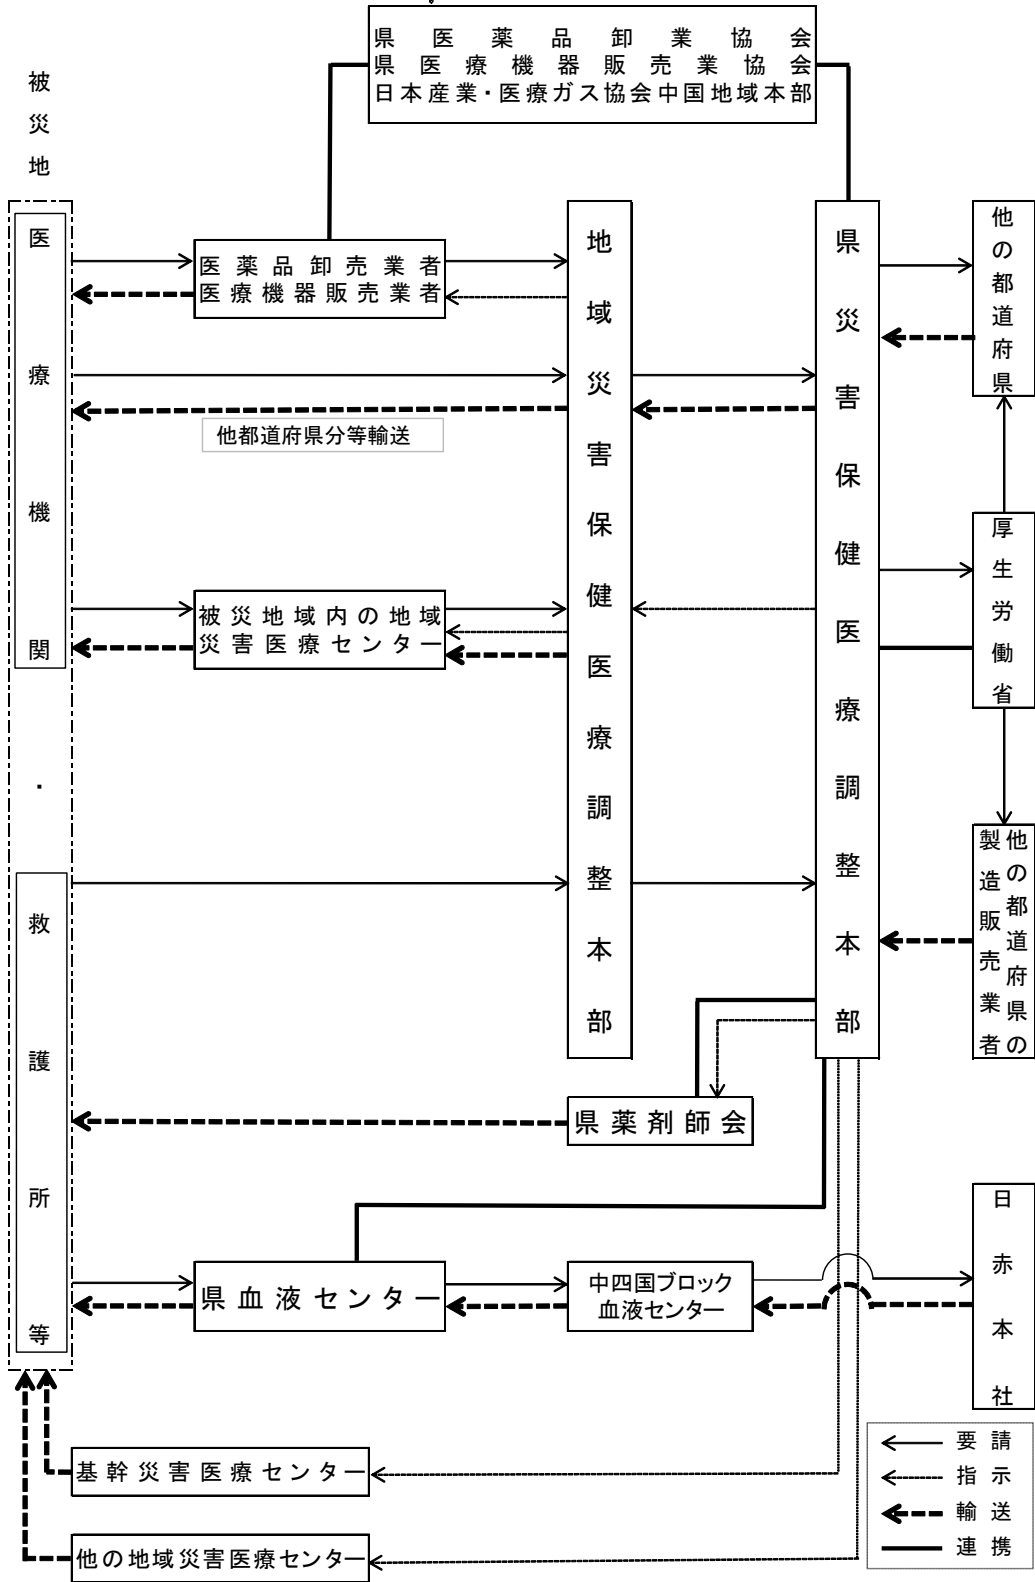 県医薬品卸業協会
県医療機器販売業協会
日本産業・医療ガス協会中国地域本部
被災地
医療機関
・
救護所等
医薬品卸売業者
医療機器販売業者
他都道府県分等輸送
被災地域内の地域
災害医療センター
地域災害保健医療調整本部
県災害保健医療調整本部
他の都道府県
厚生労働省
他の都道府県の
製造販売業者
県薬剤師会
県血液センター
中四国ブロック
血液センター
日赤本社
基幹災害医療センター
他の地域災害医療センター
要請
指示
輸送
連携